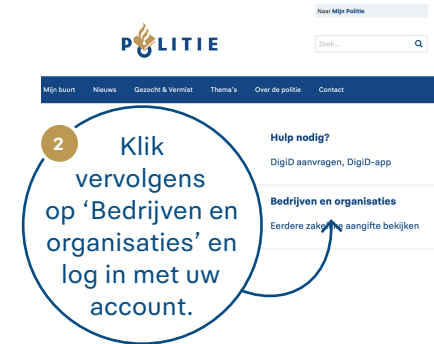 Naar Mijn Politie
POLITIE
Zoek...
Mijn buurt Nieuws Gezocht & Vermist Thema's Over de politie Contact
2
Klik
vervolgens
op ‘Bedrijven en
organisaties’ en
log in met uw
account.
Hulp nodig?
DigiD aanvragen, DigiD-app
Bedrijven en organisaties
Eerdere zakelijke aangifte bekijken